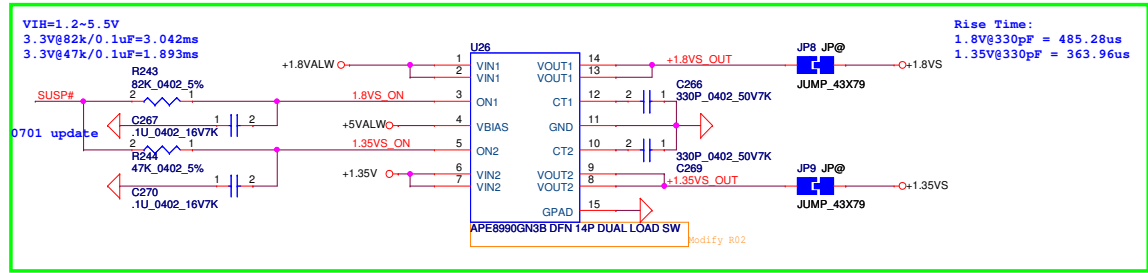 VIH=1.2~5.5V
3.3V@82k/0.1uF=3.042ms
3.3V@47k/0.1uF=1.893ms
Rise Time:
1.8V@330pF = 485.28us
1.35V@330pF = 363.96us
U26
+1.8VALW
1
2
VIN1
VIN1
VOUT1
VOUT1
14
13
+1.8VS_OUT
JP8 JP@
JUMP_43X79
+1.8VS
R243
82K_0402_5%
SUSP#
2
1
1.8VS_ON
3
ON1
CT1
12
2
1
C266
330P_0402_50V7K
C267
.1U_0402_16V7K
1
2
0701 update
+5VALW
4
VBIAS
GND
11
R244
47K_0402_5%
2
1
1.35VS_ON
5
ON2
CT2
10
2
1
330P_0402_50V7K
C269
C270
.1U_0402_16V7K
1
2
+1.35V
6
7
VIN2
VIN2
VOUT2
VOUT2
9
8
+1.35VS_OUT
JP9 JP@
JUMP_43X79
+1.35VS
GPAD
15
APE8990GN3B DFN 14P DUAL LOAD SW
Modify R02